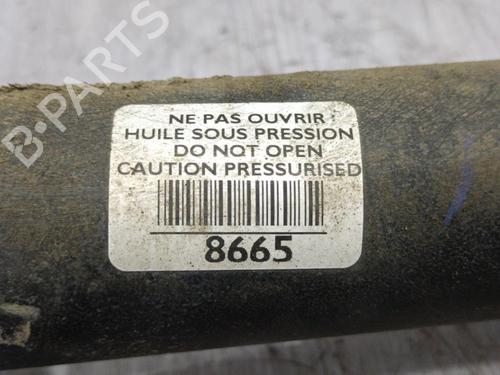 NE PAS OUVRIR
HUILE SOUS PRESSION
DO NOT OPEN
CAUTION PRESSURISED
8665
B-PARTS